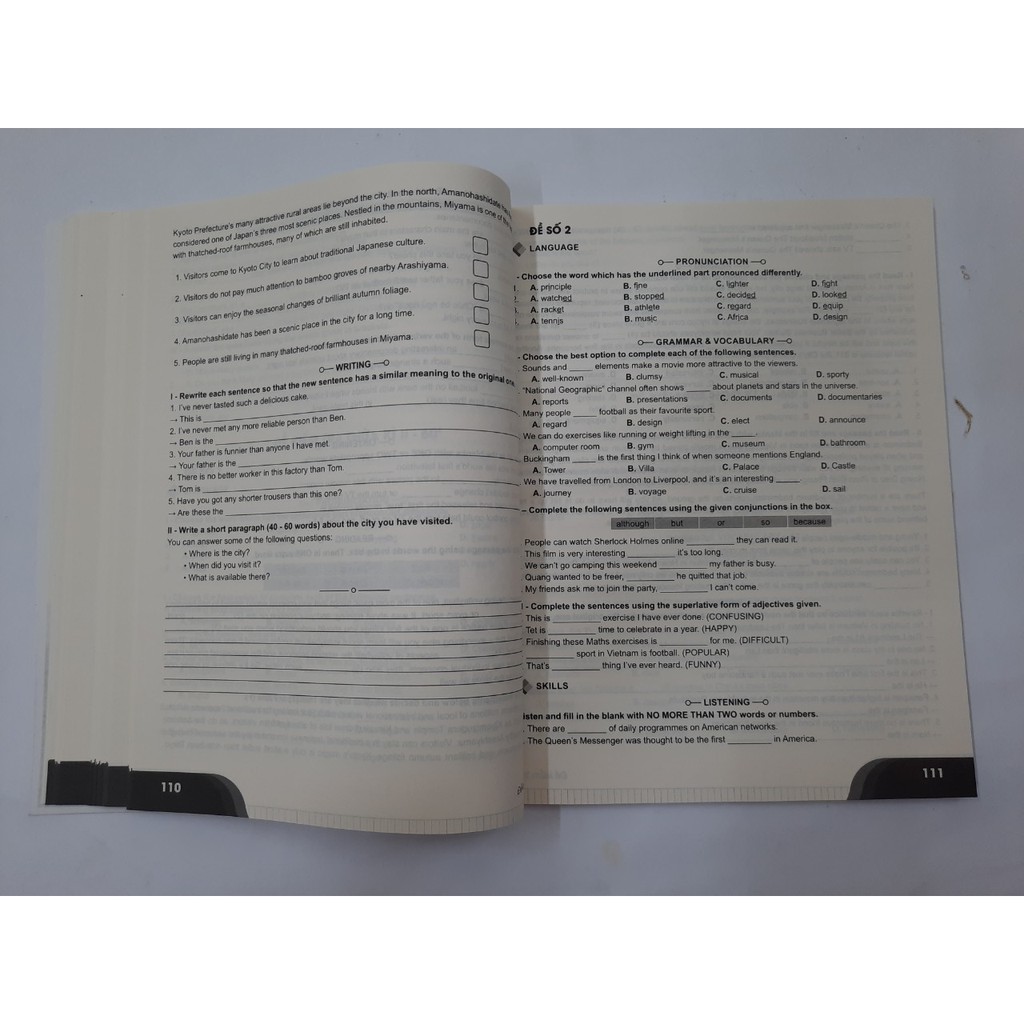 Kyoto Prefecture's many attractive rural areas lie beyond the city. In the north, Amanohashidate
considered one of Japan's three most scenic places. Nestled in the mountains, Miyama is one of
with thatched-roof farmhouses, many of which are still inhabited.
1. Visitors come to Kyoto City to learn about traditional Japanese culture.
2. Visitors do not pay much attention to bamboo groves of nearby Arashiyama.
3. Visitors can enjoy the seasonal changes of brilliant autumn foliage.
4. Amanohashidate has been a scenic place in the city for a long time.
5. People are still living in many thatched-roof farmhouses in Miyama.
WRITING
I - Rewrite each sentence so that the new sentence has a similar meaning to the original one.
1. I've never tasted such a delicious cake.
→ This is
2. I've never met any more reliable person than Ben.
→ Ben is the
3. Your father is funnier than anyone I have met.
→ Your father is the
4. There is no better worker in this factory than Tom.
→ Tom is
5. Have you got any shorter trousers than this one?
→ Are these the
II - Write a short paragraph (40 - 60 words) about the city you have visited.
You can answer some of the following questions:
• Where is the city?
• When did you visit it?
• What is available there?
110
ĐỀ SỐ 2
LANGUAGE
PRONUNCIATION
- Choose the word which has the underlined part pronounced differently.
A. principle B. fine C. lighter D. fight
A. watched B. stopped C. decided D. looked
A. racket B. athlete C. regard D. equip
A. tennis B. music C. Africa D. design
GRAMMAR & VOCABULARY
- Choose the best option to complete each of the following sentences.
Sounds and _____ elements make a movie more attractive to the viewers.
A. well-known B. clumsy C. musical D. sporty
"National Geographic" channel often shows _____ about planets and stars in the universe.
A. reports B. presentations C. documents D. documentaries
Many people _____ football as their favourite sport.
A. regard B. design C. elect D. announce
We can do exercises like running or weight lifting in the _____.
A. computer room B. gym C. museum D. bathroom
Buckingham _____ is the first thing I think of when someone mentions England.
A. Tower B. Villa C. Palace D. Castle
We have travelled from London to Liverpool, and it's an interesting _____.
A. journey B. voyage C. cruise D. sail
– Complete the following sentences using the given conjunctions in the box.
although but or so because
People can watch Sherlock Holmes online __________ they can read it.
This film is very interesting __________ it's too long.
We can't go camping this weekend __________ my father is busy.
Quang wanted to be freer, __________ he quitted that job.
My friends ask me to join the party, __________ I can't come.
- Complete the sentences using the superlative form of adjectives given.
This is __________ exercise I have ever done. (CONFUSING)
Tet is __________ time to celebrate in a year. (HAPPY)
Finishing these Maths exercises is __________ for me. (DIFFICULT)
__________ sport in Vietnam is football. (POPULAR)
That's __________ thing I've ever heard. (FUNNY)
SKILLS
LISTENING
isten and fill in the blank with NO MORE THAN TWO words or numbers.
There are ________ of daily programmes on American networks.
The Queen's Messenger was thought to be the first _________ in America.
111